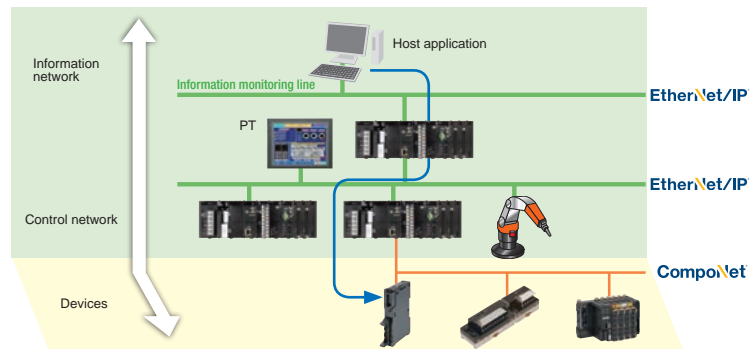 Host application
Information
network
Information monitoring line
EtherNet/IP
PT
EtherNet/IP
Control network
CompoNet
Devices